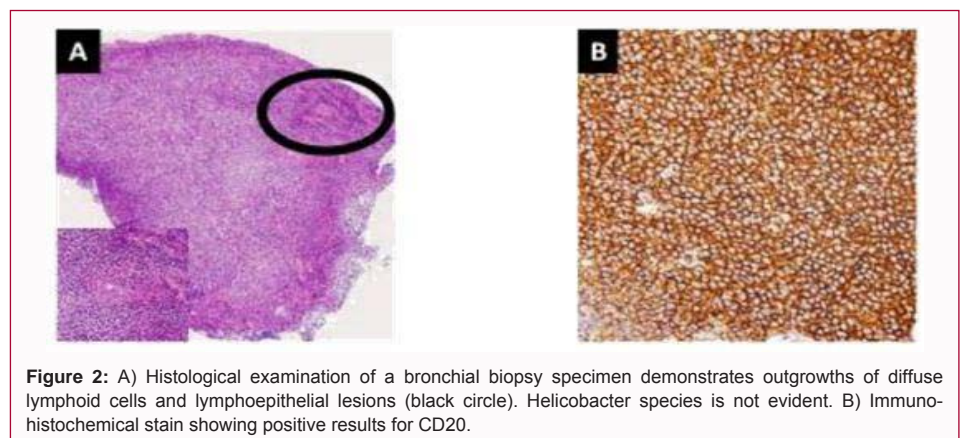 A
B
Figure 2: A) Histological examination of a bronchial biopsy specimen demonstrates outgrowths of diffuse
lymphoid cells and lymphoepithelial lesions (black circle). Helicobacter species is not evident. B) Immuno-
histochemical stain showing positive results for CD20.